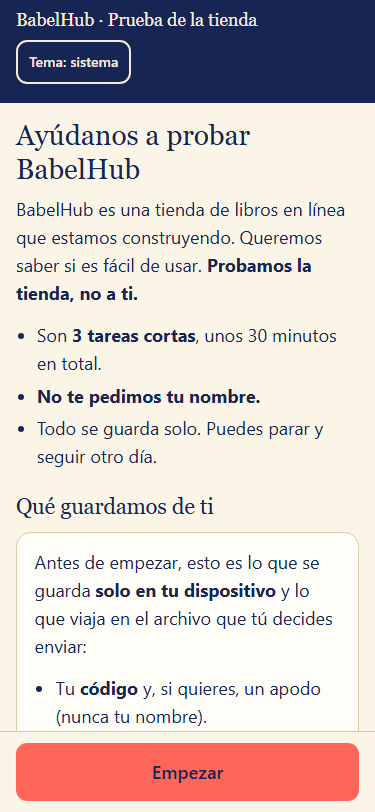 BabelHub · Prueba de la tienda
Tema: sistema
Ayúdanos a probar
BabelHub
BabelHub es una tienda de libros en línea
que estamos construyendo. Queremos
saber si es fácil de usar. Probamos la
tienda, no a ti.
• Son 3 tareas cortas, unos 30 minutos
en total.
• No te pedimos tu nombre.
• Todo se guarda solo. Puedes parar y
seguir otro día.
Qué guardamos de ti
Antes de empezar, esto es lo que se
guarda solo en tu dispositivo y lo
que viaja en el archivo que tú decides
enviar:
• Tu código y, si quieres, un apodo
(nunca tu nombre).
Empezar